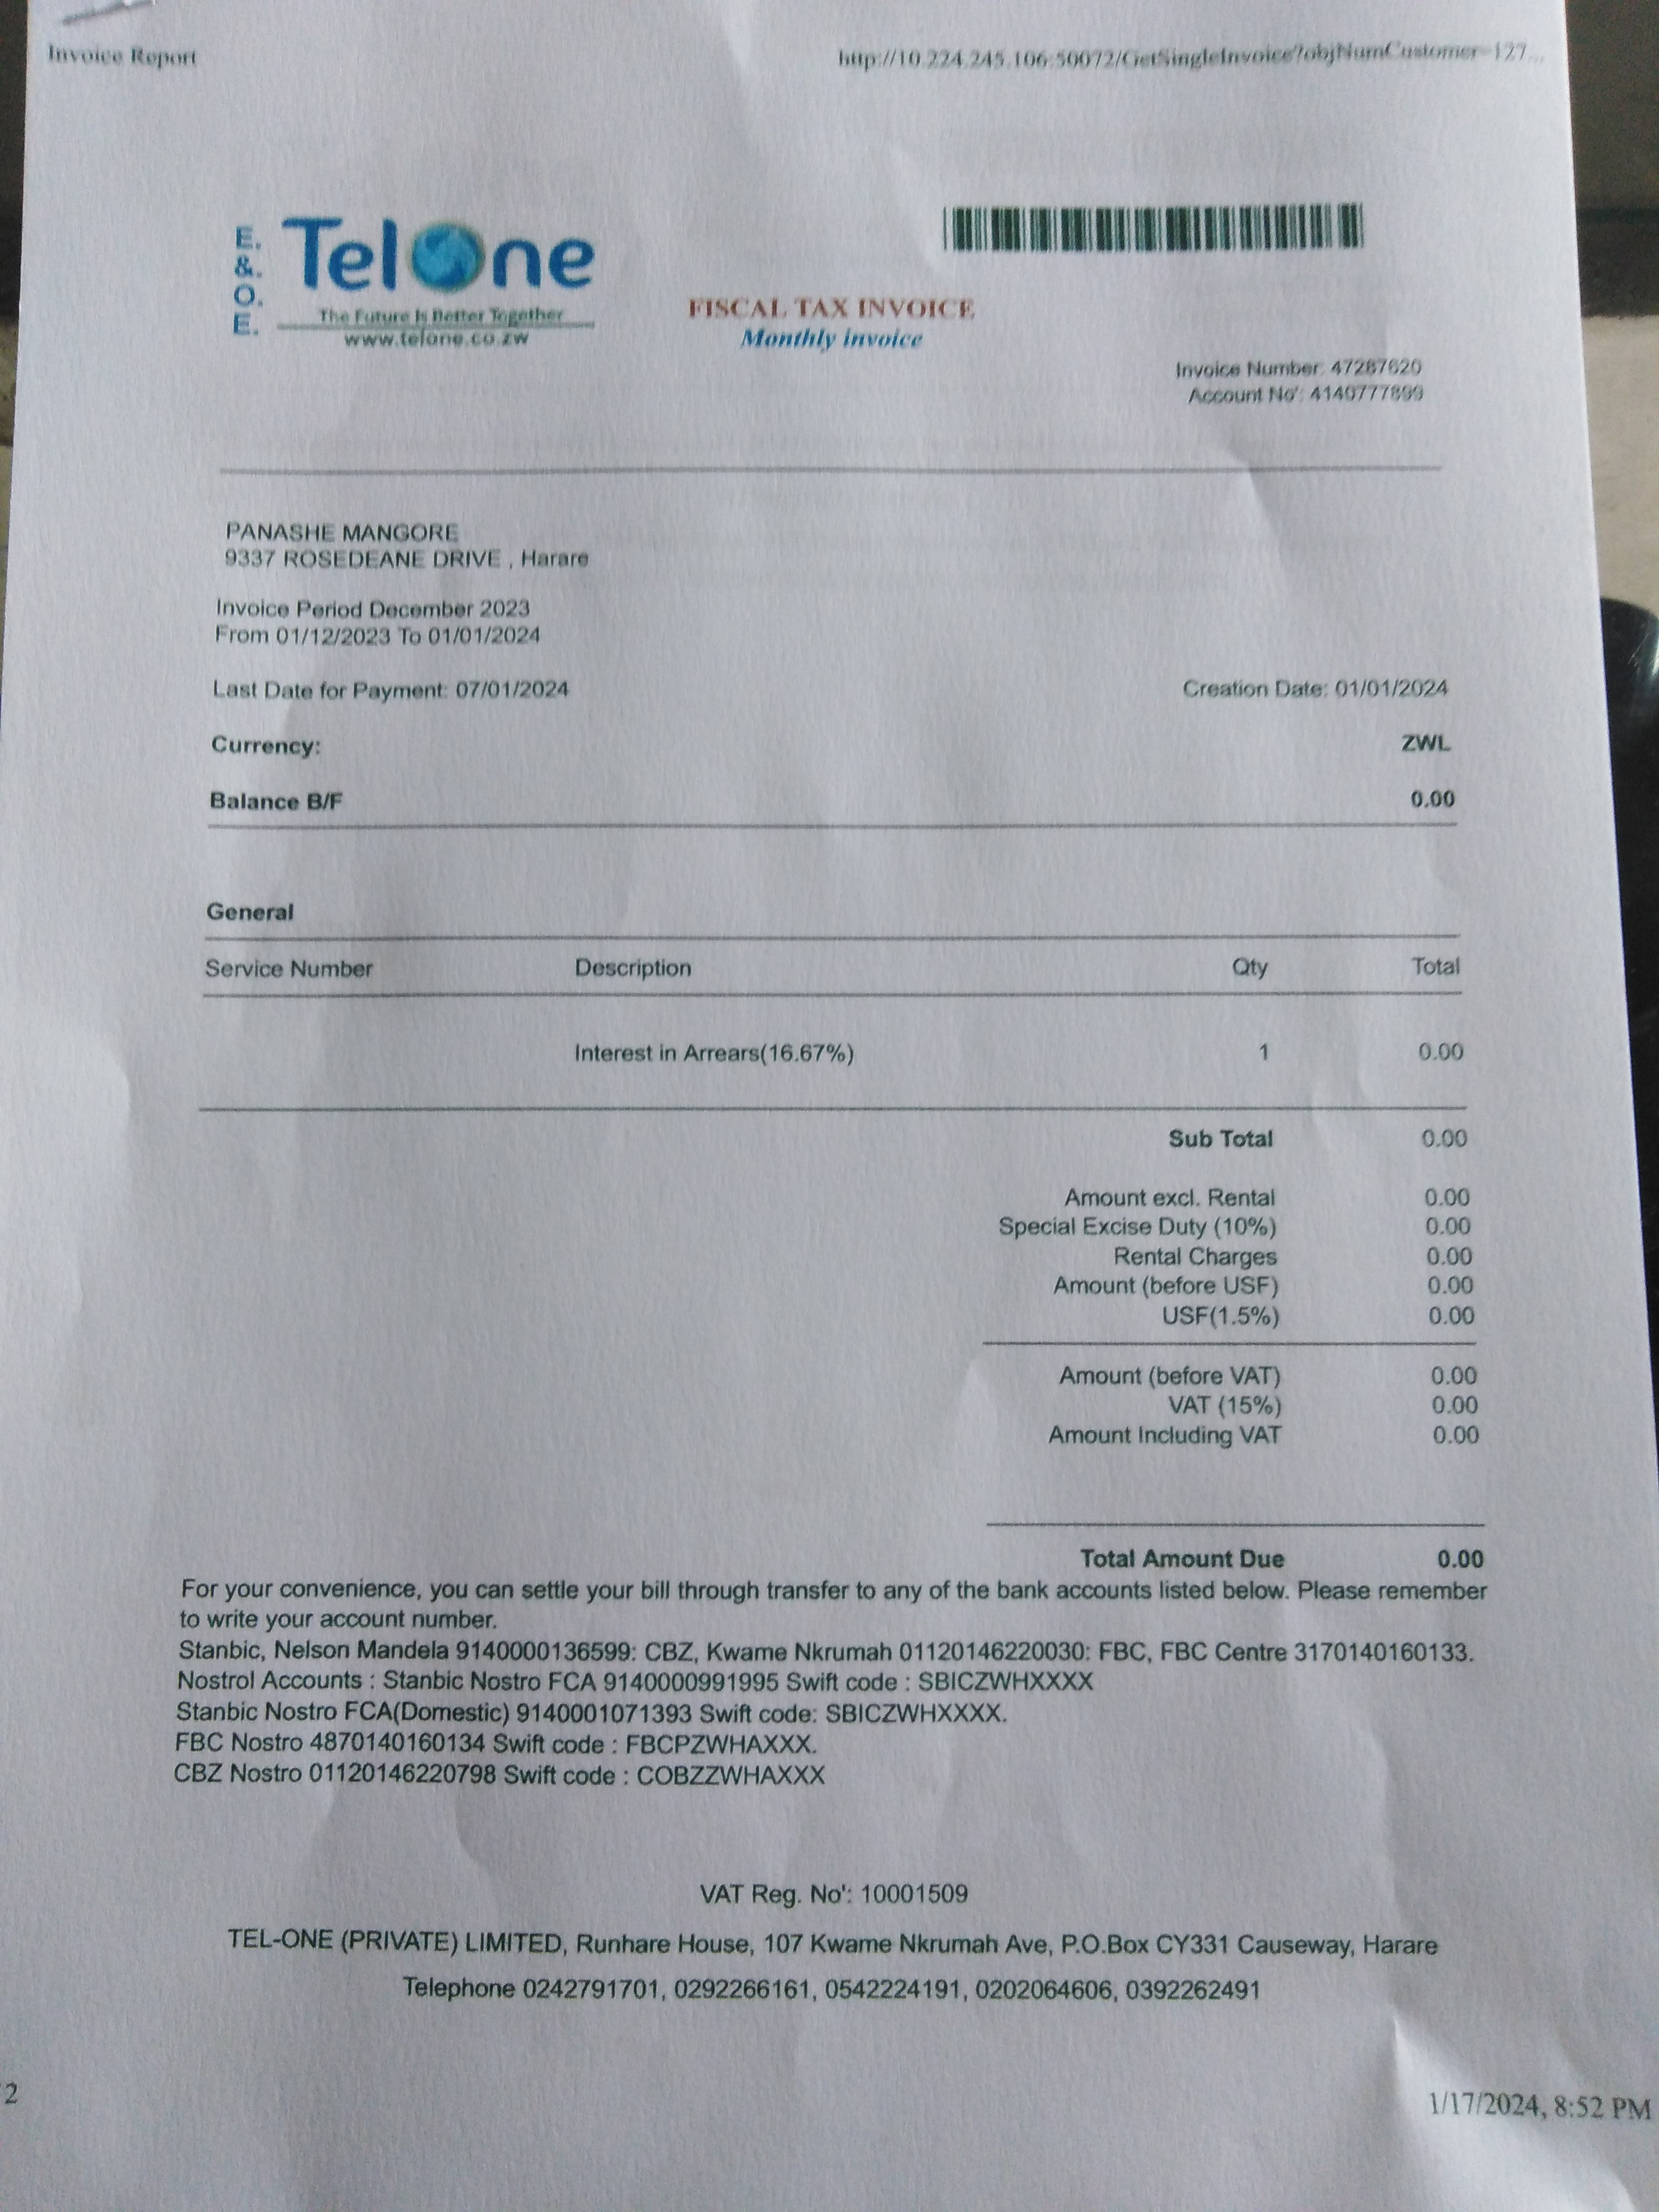 Invoice Report
http://10.224.245.106:50072/GetSingleInvoice?objNumCustomer=127...
E. & O. E.
TelOne
The Future Is Better Together
www.telone.co.zw
FISCAL TAX INVOICE
Monthly invoice
Invoice Number: 47287620
Account No':
PANASHE MANGORE
9337 ROSEDEANE DRIVE , Harare
Invoice Period December 2023
From 01/12/2023 To 01/01/2024
Last Date for Payment: 07/01/2024 Creation Date: 01/01/2024
Currency: ZWL
Balance B/F 0.00
General
Service Number Description Qty Total
Interest in Arrears(16.67%) 1 0.00
Sub Total 0.00
Amount excl. Rental 0.00
Special Excise Duty (10%) 0.00
Rental Charges 0.00
Amount (before USF) 0.00
USF(1.5%) 0.00
Amount (before VAT) 0.00
VAT (15%) 0.00
Amount Including VAT 0.00
Total Amount Due 0.00
For your convenience, you can settle your bill through transfer to any of the bank accounts listed below. Please remember
to write your account number.
Stanbic, Nelson Mandela 9140000136599: CBZ, Kwame Nkrumah 01120146220030: FBC, FBC Centre 3170140160133.
Nostrol Accounts : Stanbic Nostro FCA 9140000991995 Swift code : SBICZWHXXXX
Stanbic Nostro FCA(Domestic) 9140001071393 Swift code: SBICZWHXXXX.
FBC Nostro 4870140160134 Swift code : FBCPZWHAXXX.
CBZ Nostro 01120146220798 Swift code : COBZZWHAXXX
VAT Reg. No': 10001509
TEL-ONE (PRIVATE) LIMITED, Runhare House, 107 Kwame Nkrumah Ave, P.O.Box CY331 Causeway, Harare
Telephone 0242791701, 0292266161, 0542224191, 0202064606, 0392262491
2
1/17/2024, 8:52 PM